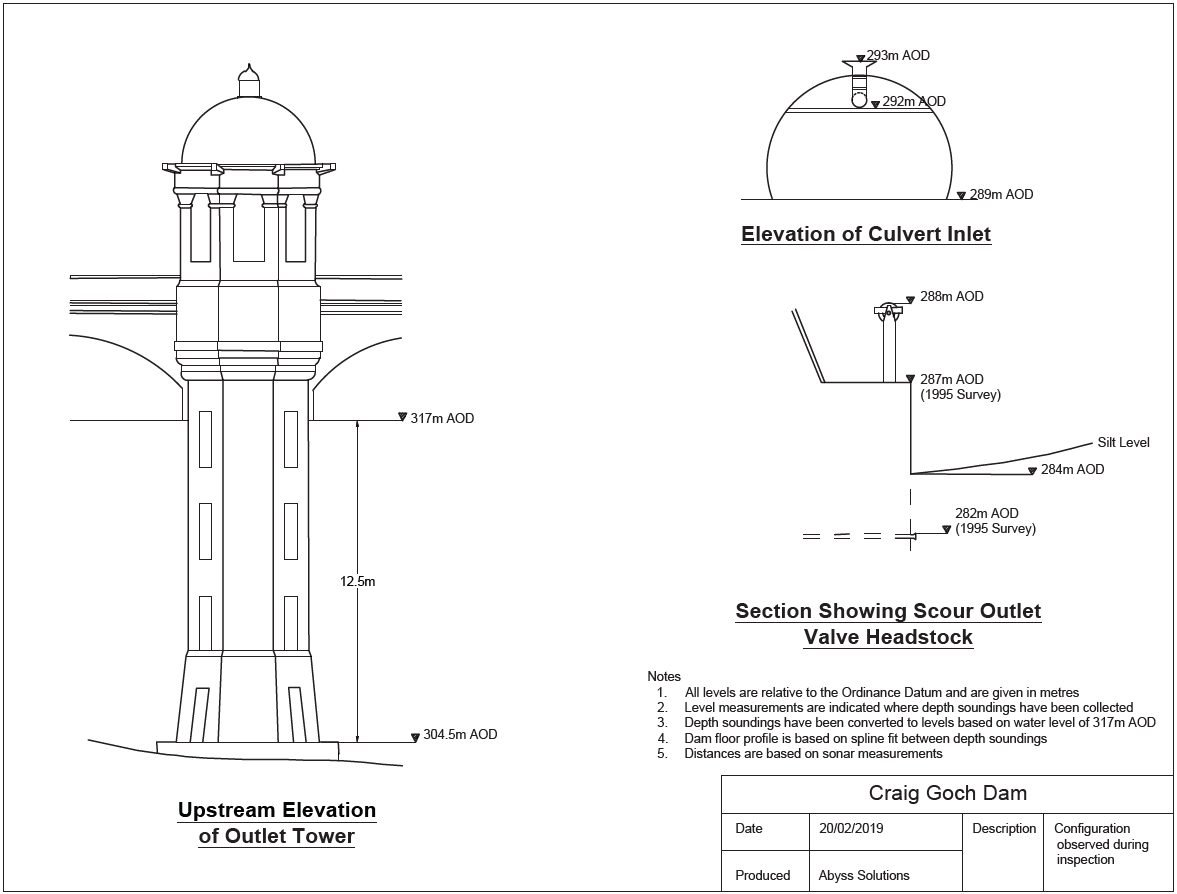 293m AOD
292m AOD
289m AOD
Elevation of Culvert Inlet
288m AOD
287m AOD
(1995 Survey)
Silt Level
284m AOD
282m AOD
(1995 Survey)
Section Showing Scour Outlet
Valve Headstock
317m AOD
12.5m
304.5m AOD
Upstream Elevation
of Outlet Tower
Notes
1. All levels are relative to the Ordinance Datum and are given in metres
2. Level measurements are indicated where depth soundings have been collected
3. Depth soundings have been converted to levels based on water level of 317m AOD
4. Dam floor profile is based on spline fit between depth soundings
5. Distances are based on sonar measurements
Craig Goch Dam
Date 20/02/2019 Description Configuration
observed during
inspection
Produced Abyss Solutions